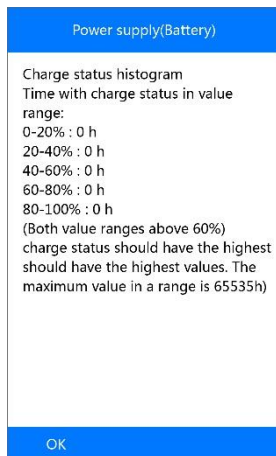 Power supply(Battery)
Charge status histogram
Time with charge status in value
range:
0-20% : 0 h
20-40% : 0 h
40-60% : 0 h
60-80% : 0 h
80-100% : 0 h
(Both value ranges above 60%)
charge status should have the highest
should have the highest values. The
maximum value in a range is 65535h)
OK